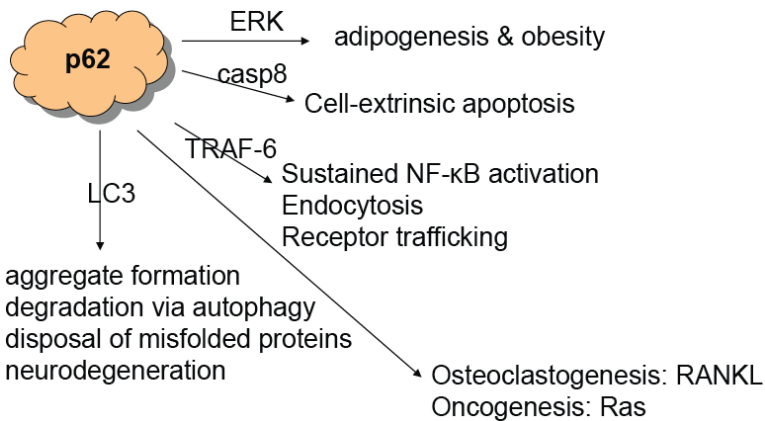 p62
ERK
adipogenesis & obesity
casp8
Cell-extrinsic apoptosis
TRAF-6
Sustained NF-κB activation
Endocytosis
Receptor trafficking
LC3
aggregate formation
degradation via autophagy
disposal of misfolded proteins
neurodegeneration
Osteoclastogenesis: RANKL
Oncogenesis: Ras